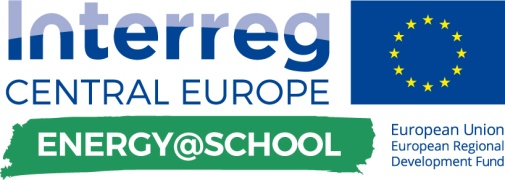 Interreg
CENTRAL EUROPE
ENERGY@SCHOOL
European Union
European Regional
Development Fund